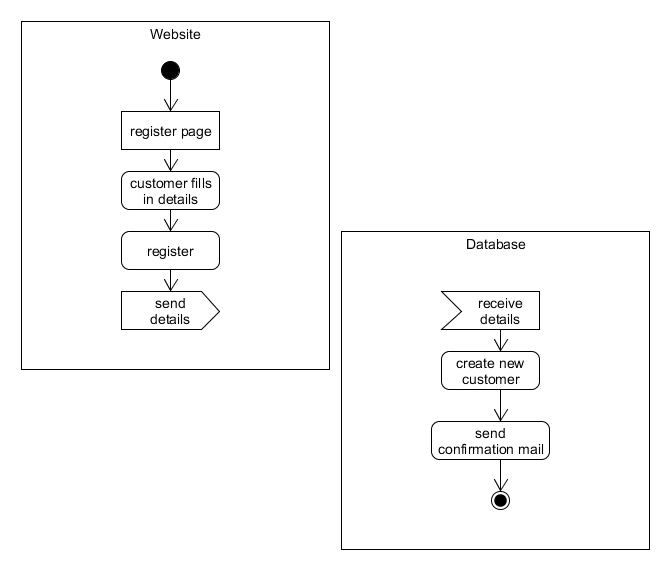 Website
register page
customer fills
in details
register
send
details
Database
receive
details
create new
customer
send
confirmation mail